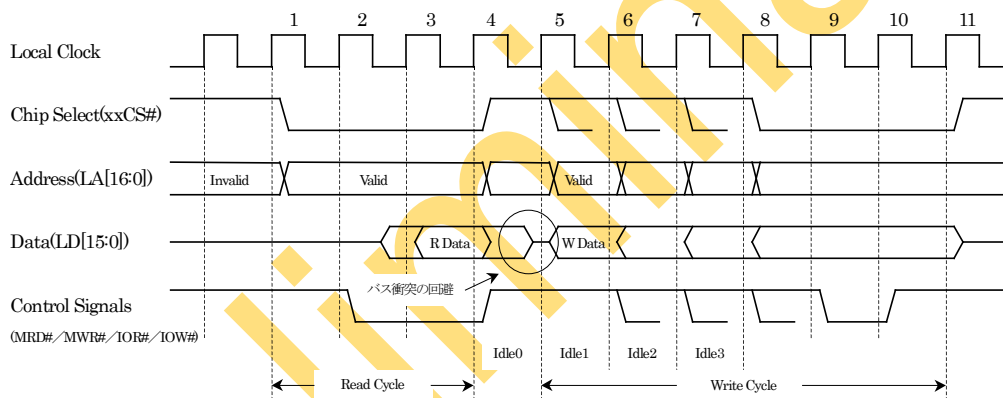 1 2 3 4 5 6 7 8 9 10 11
Local Clock
Chip Select(xxCS#)
Address(LA[16:0])
Invalid Valid Valid
Data(LD[15:0])
R Data W Data
バス衝突の回避
Control Signals
(MRD#/MWR#/IOR#/IOW#)
Idle0 Idle1 Idle2 Idle3
Read Cycle Write Cycle